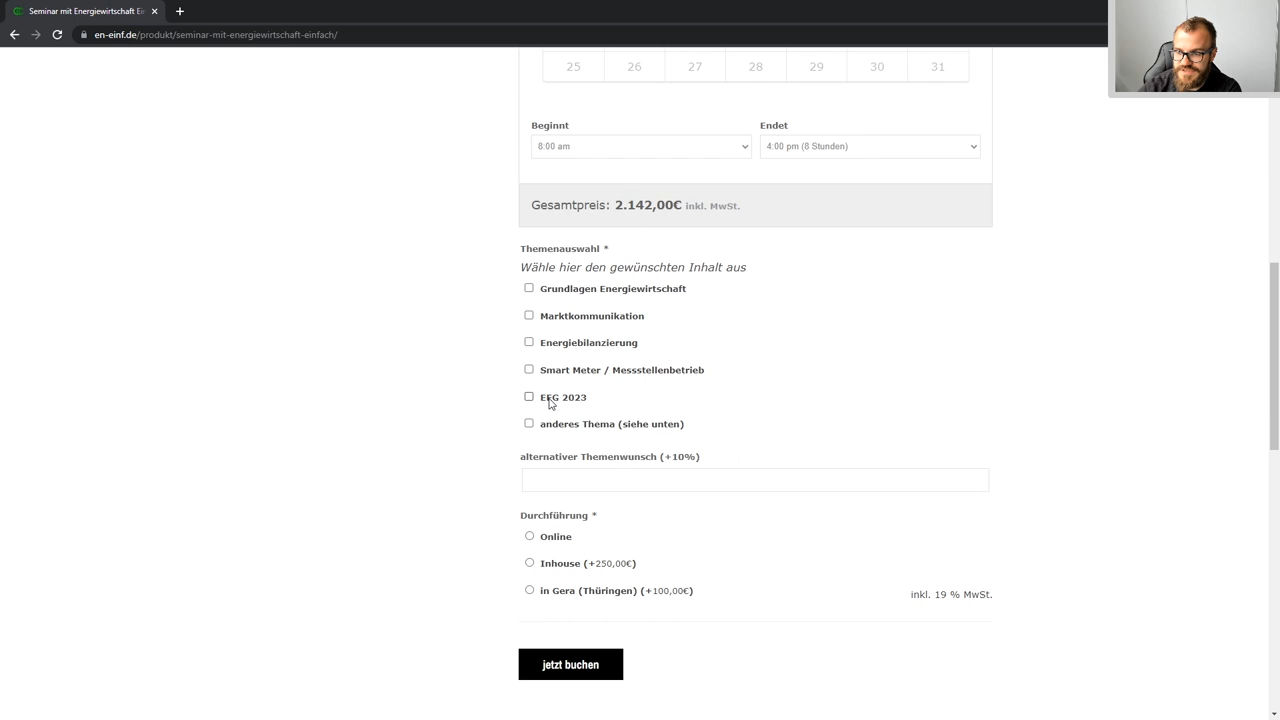 Seminar mit Energiewirtschaft Ein
en-einf.de/produkt/seminar-mit-energiewirtschaft-einfach/
25 26 27 28 29 30 31
Beginnt Endet
8:00 am 4:00 pm (8 Stunden)
Gesamtpreis: 2.142,00€ inkl. MwSt.
Themenauswahl *
Wähle hier den gewünschten Inhalt aus
Grundlagen Energiewirtschaft
Marktkommunikation
Energiebilanzierung
Smart Meter / Messstellenbetrieb
EEG 2023
anderes Thema (siehe unten)
alternativer Themenwunsch (+10%)
Durchführung *
Online
Inhouse (+250,00€)
in Gera (Thüringen) (+100,00€)
inkl. 19 % MwSt.
jetzt buchen